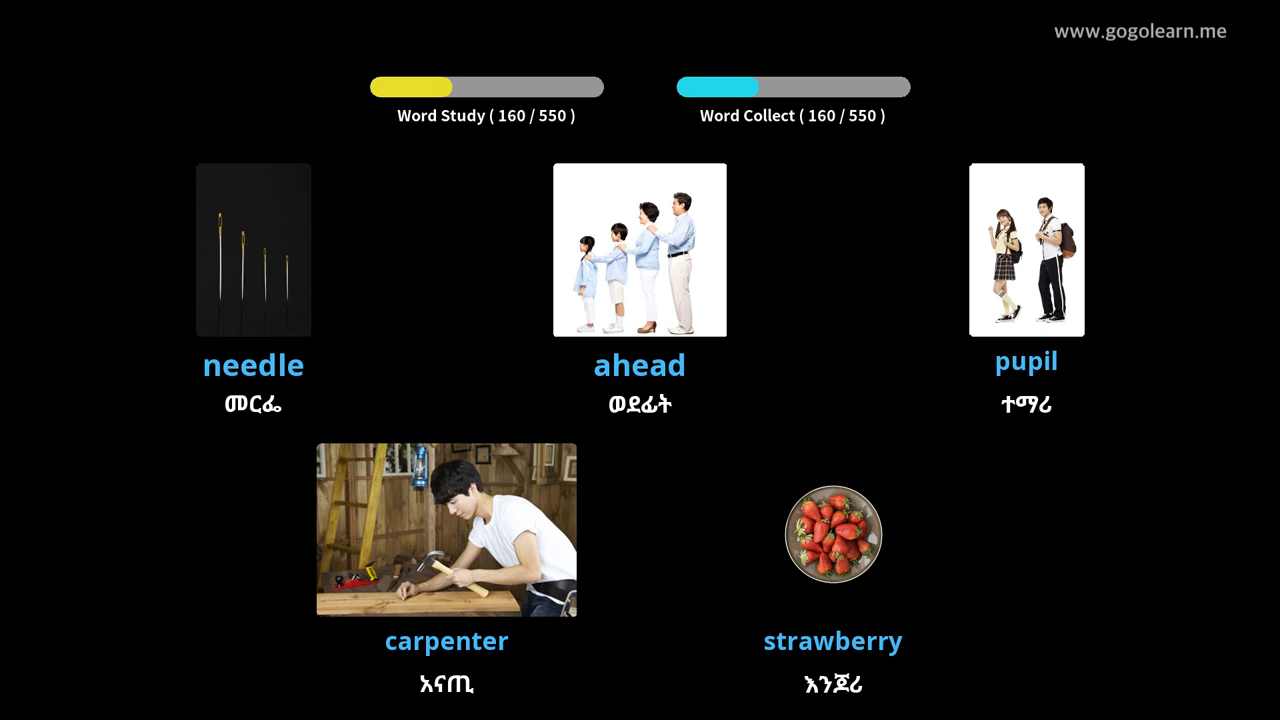 www.gogolearn.me
Word Study ( 160 / 550 )
Word Collect ( 160 / 550 )
needle
መርፌ
ahead
ወደፊት
pupil
ተማሪ
carpenter
አናጢ
strawberry
እንጆሪ